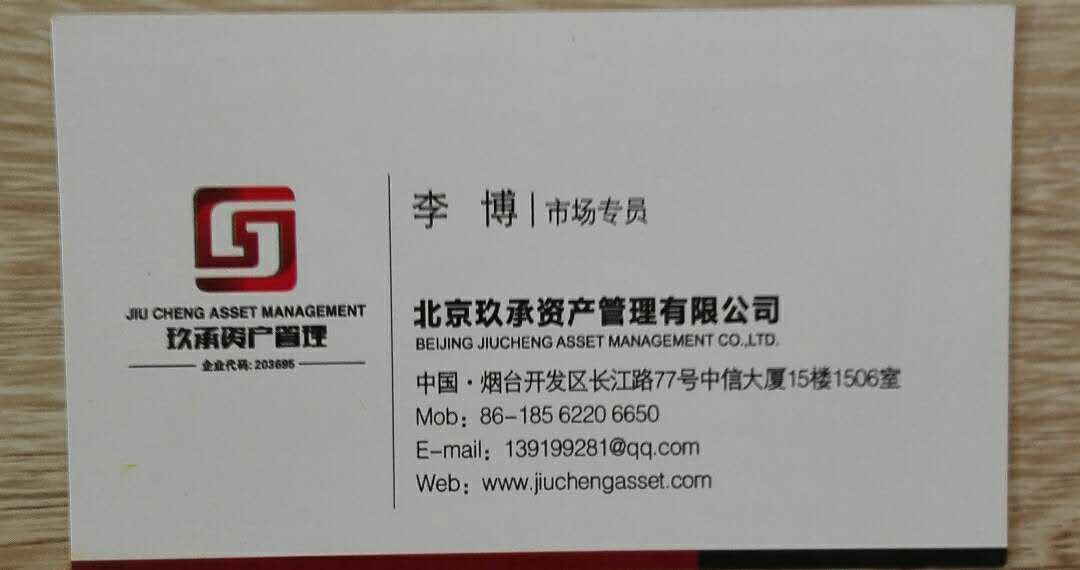 JIU CHENG ASSET MANAGEMENT
玖承资产管理
企业代码: 203695
李 博 | 市场专员
北京玖承资产管理有限公司
BEIJING JIUCHENG ASSET MANAGEMENT CO.,LTD.
中国·烟台开发区长江路77号中信大厦15楼1506室
Mob: 86-185 6220 6650
E-mail: 139199281@qq.com
Web: www.jiuchengasset.com